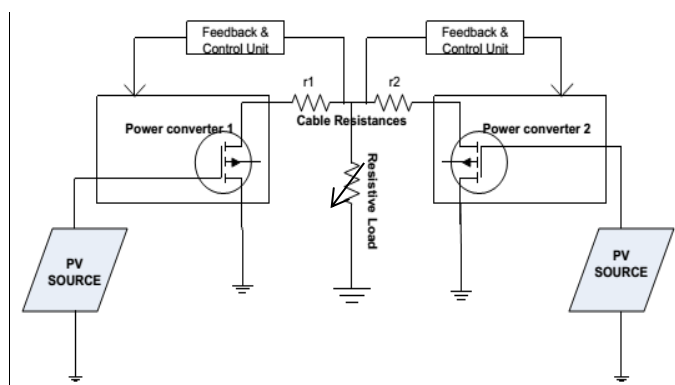 Feedback &
Control Unit
Feedback &
Control Unit
r1
r2
Cable Resistances
Power converter 1
Power converter 2
Resistive Load
PV
SOURCE
PV
SOURCE